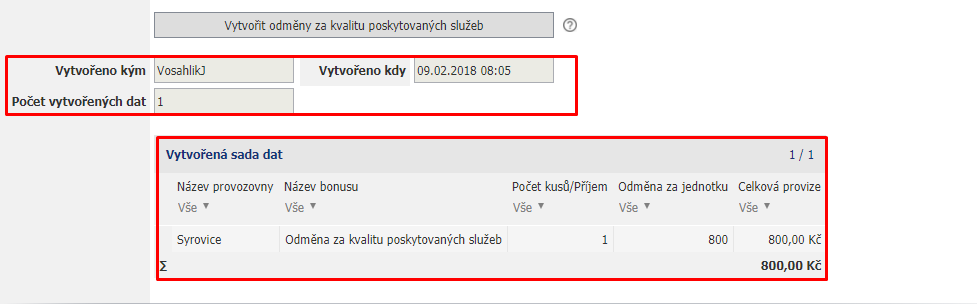 Vytvořit odměny za kvalitu poskytovaných služeb ?
Vytvořeno kým VosahlikJ Vytvořeno kdy 09.02.2018 08:05
Počet vytvořených dat 1
Vytvořená sada dat 1 / 1
Název provozovny Název bonusu Počet kusů/Příjem Odměna za jednotku Celková provize
Vše Vše Vše Vše Vše
Syrovice Odměna za kvalitu poskytovaných služeb 1 800 800,00 Kč
Σ 800,00 Kč